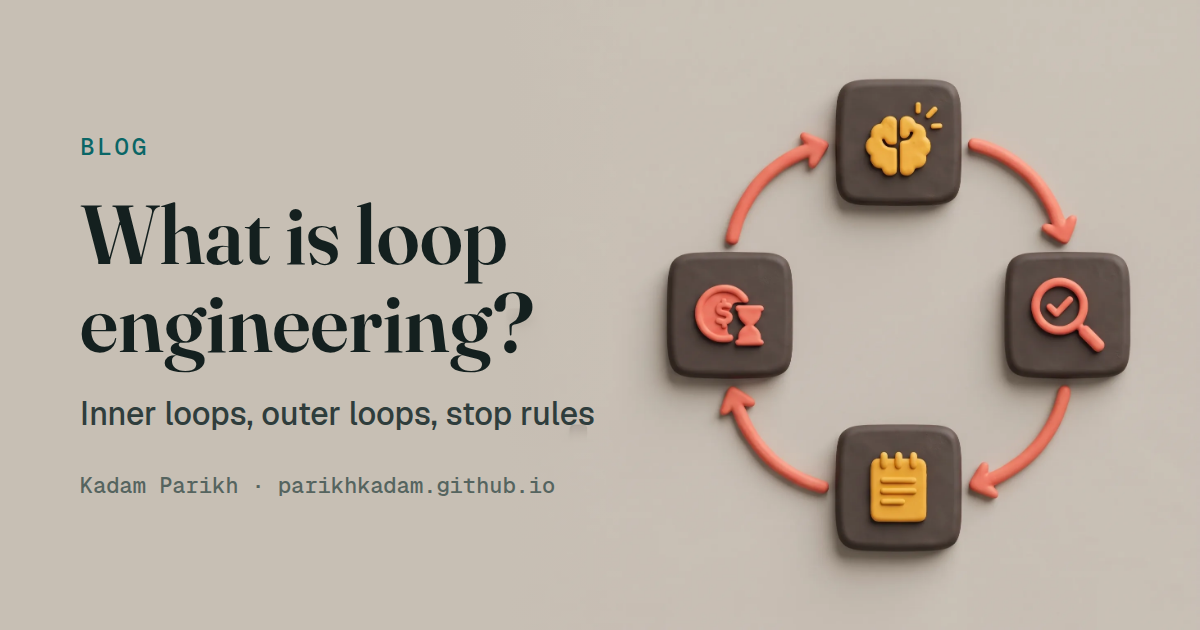 BLOG
What is loop
engineering?
Inner loops, outer loops, stop rules
Kadam Parikh · parikhkadam.github.io
$